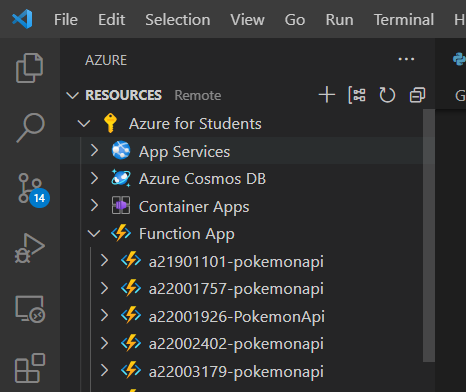 File Edit Selection View Go Run Terminal
AZURE
RESOURCES Remote
G
Azure for Students
App Services
Azure Cosmos DB
14
Container Apps
Function App
a21901101-pokemonapi
a22001757-pokemonapi
a22001926-PokemonApi
a22002402-pokemonapi
a22003179-pokemonapi